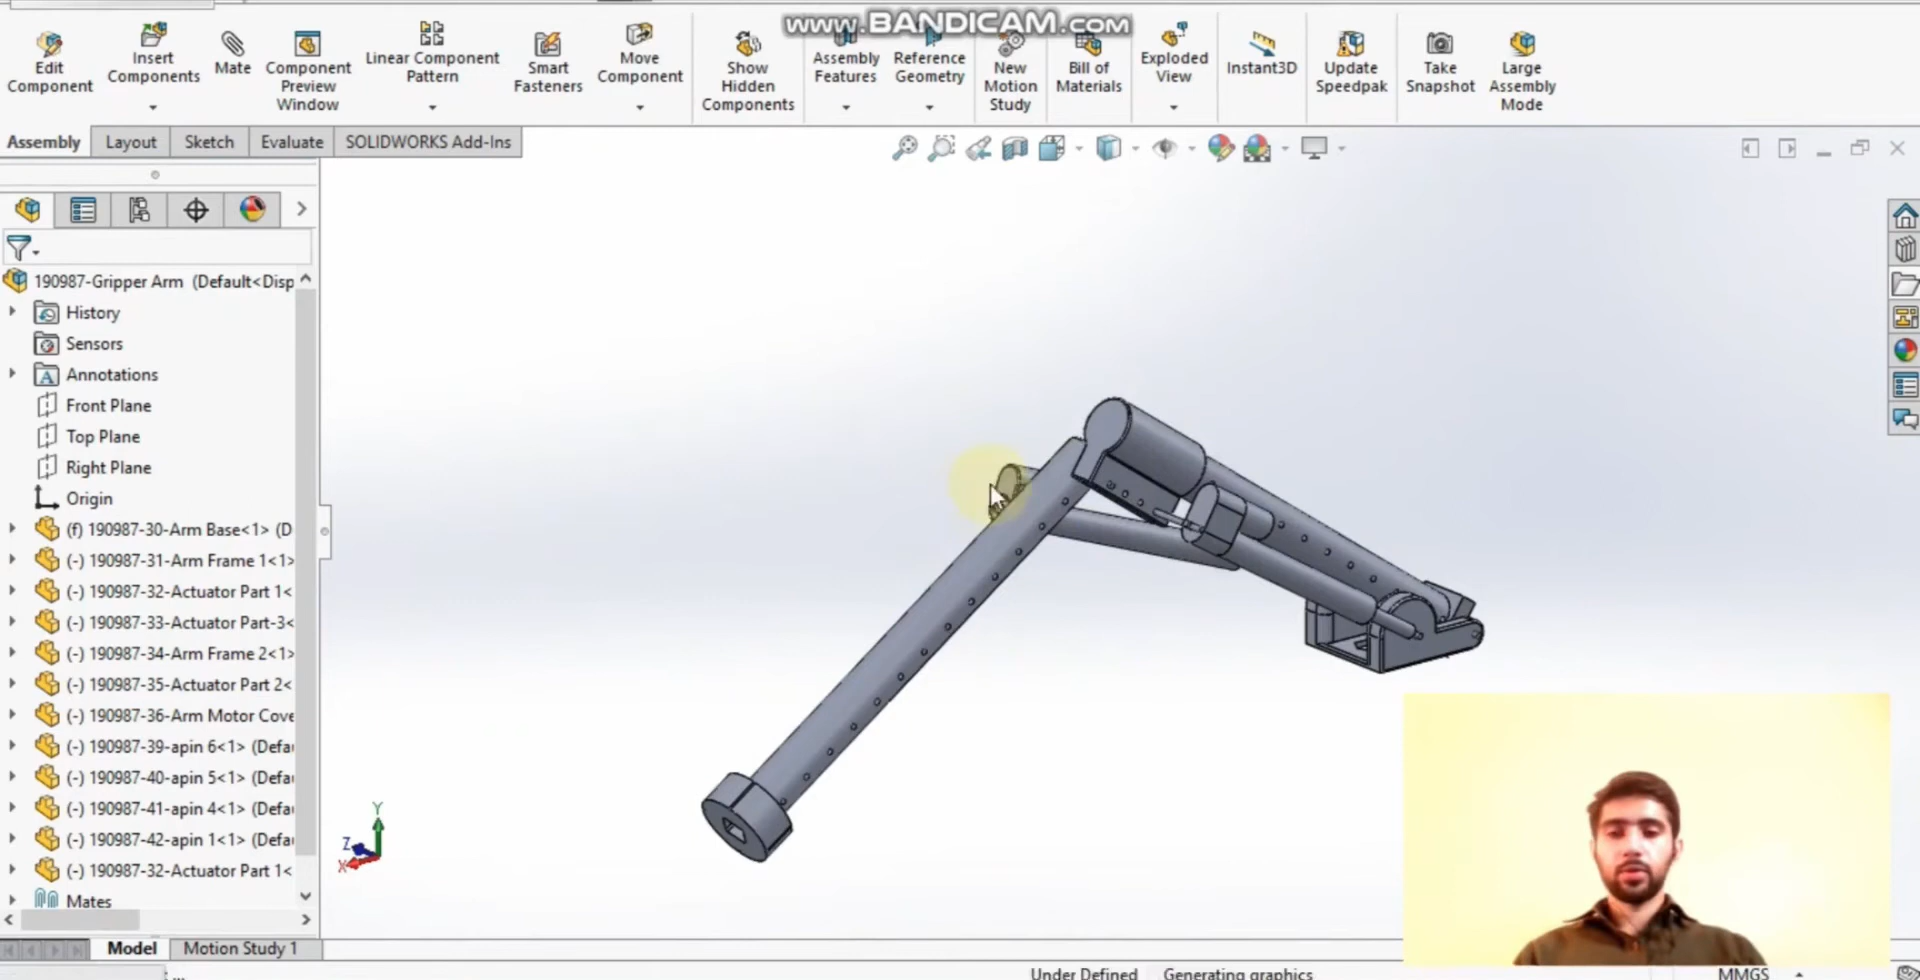 www.BANDICAM.com
Edit
Component
Insert
Components
Mate
Component
Preview
Window
Linear Component
Pattern
Smart
Fasteners
Move
Component
Show
Hidden
Components
Assembly
Features
Reference
Geometry
New
Motion
Study
Bill of
Materials
Exploded
View
Instant3D
Update
Speedpak
Take
Snapshot
Large
Assembly
Mode
Assembly
Layout
Sketch
Evaluate
SOLIDWORKS Add-Ins
190987-Gripper Arm (Default<Disp
History
Sensors
A Annotations
Front Plane
Top Plane
Right Plane
Origin
(f) 190987-30-Arm Base<1> (D
(-) 190987-31-Arm Frame 1<1>
(-) 190987-32-Actuator Part 1<
(-) 190987-33-Actuator Part-3<
(-) 190987-34-Arm Frame 2<1>
(-) 190987-35-Actuator Part 2<
(-) 190987-36-Arm Motor Cove
(-) 190987-39-apin 6<1> (Defa
(-) 190987-40-apin 5<1> (Defa
(-) 190987-41-apin 4<1> (Defa
(-) 190987-42-apin 1<1> (Defa
(-) 190987-32-Actuator Part 1<
Mates
Y
Z
X
Model
Motion Study 1
Under Defined
Generating graphics
MMGS